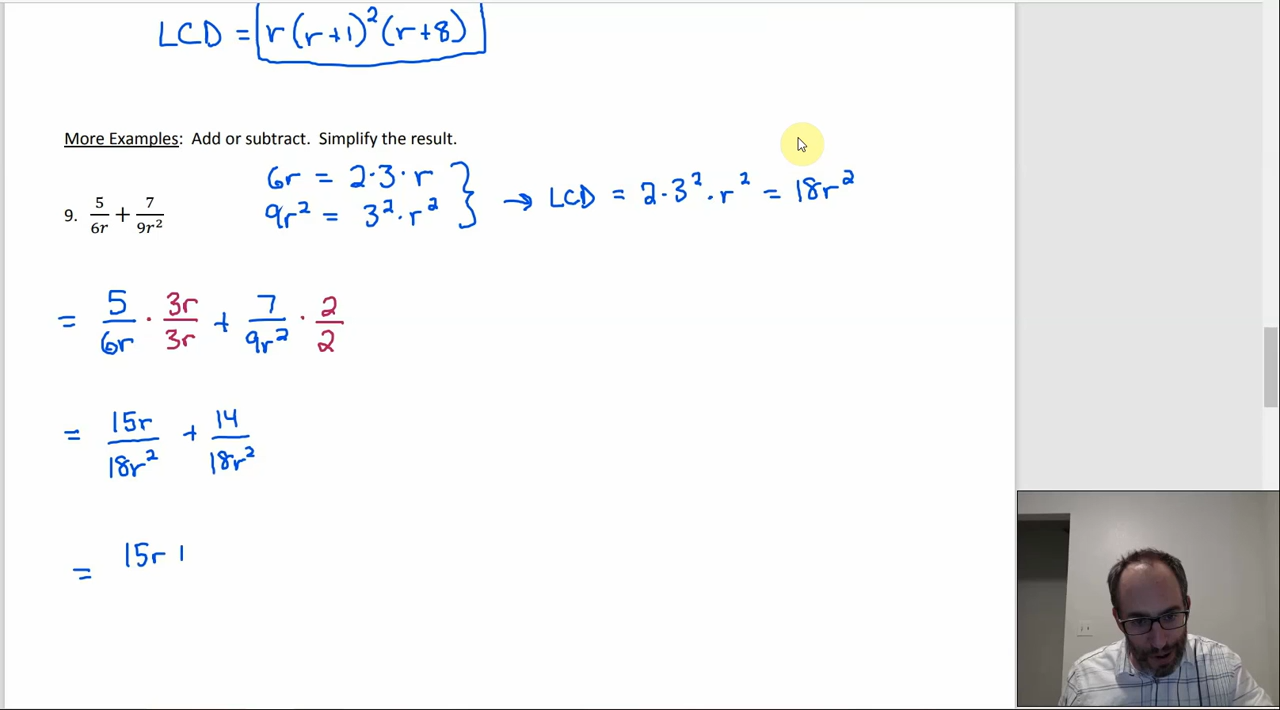 LCD = r(r+1)²(r+8)
More Examples: Add or subtract. Simplify the result.
6r = 2·3·r
9r² = 3²·r²
} → LCD = 2·3²·r² = 18r²
9. 5/6r + 7/9r²
= 5/6r · 3r/3r + 7/9r² · 2/2
= 15r/18r² + 14/18r²
= 15r ı